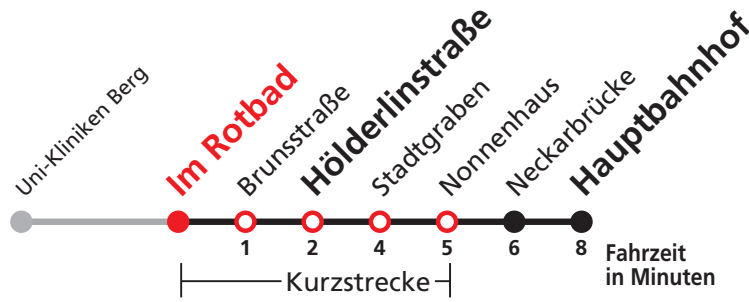 Uni-Kliniken Berg
Im Rotbad
Brunsstraße
Hölderlinstraße
Stadtgraben
Nonnenhaus
Neckarbrücke
Hauptbahnhof
1 2 4 5 6 8
Fahrzeit
in Minuten
Kurzstrecke